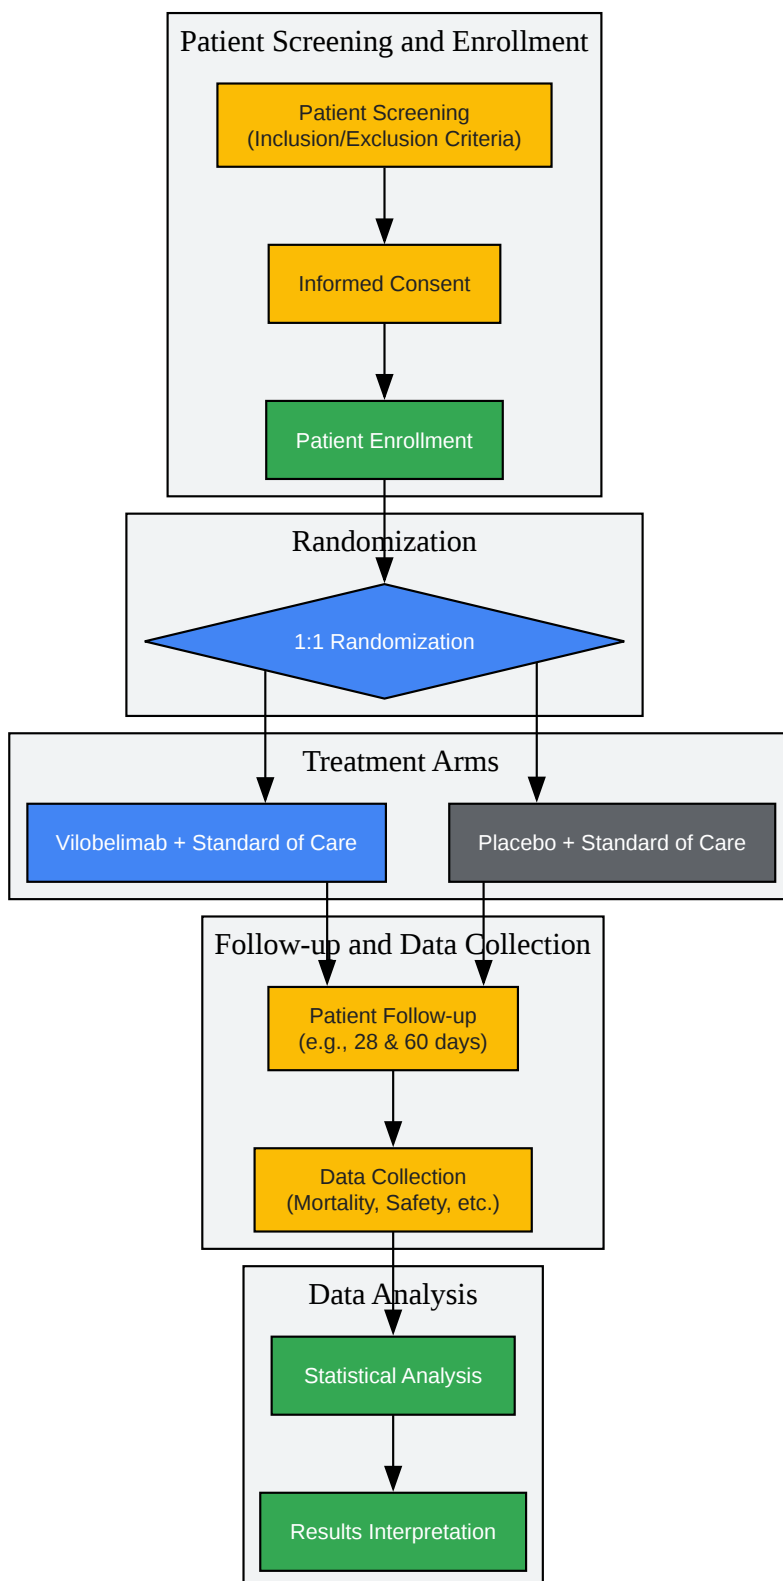 Patient Screening and Enrollment
Patient Screening
(Inclusion/Exclusion Criteria)
Informed Consent
Patient Enrollment
Randomization
1:1 Randomization
Treatment Arms
Vilobelimab + Standard of Care
Placebo + Standard of Care
Follow-up and Data Collection
Patient Follow-up
(e.g., 28 & 60 days)
Data Collection
(Mortality, Safety, etc.)
Data Analysis
Statistical Analysis
Results Interpretation